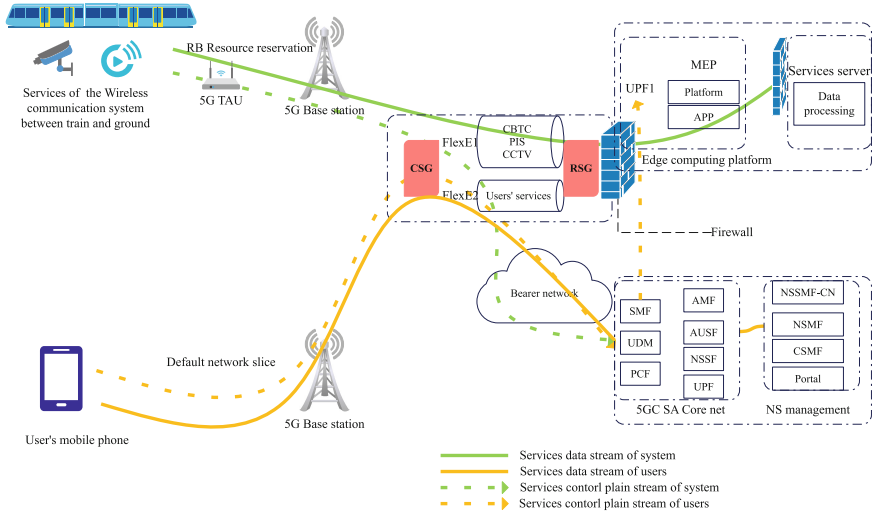 RB Resource reservation
Services of the Wireless
communication system
between train and ground
5G TAU
5G Base station
MEP
UPF1
Platform
APP
Services server
Data
processing
Edge computing platform
FlexE1
CBTC
PIS
CCTV
CSG
RSG
FlexE2
Users' services
Firewall
Bearer network
SMF
UDM
PCF
AMF
AUSF
NSSF
UPF
NSSMF-CN
NSMF
CSMF
Portal
5GC SA Core net
NS management
Default network slice
User's mobile phone
5G Base station
Services data stream of system
Services data stream of users
Services contorl plain stream of system
Services contorl plain stream of users